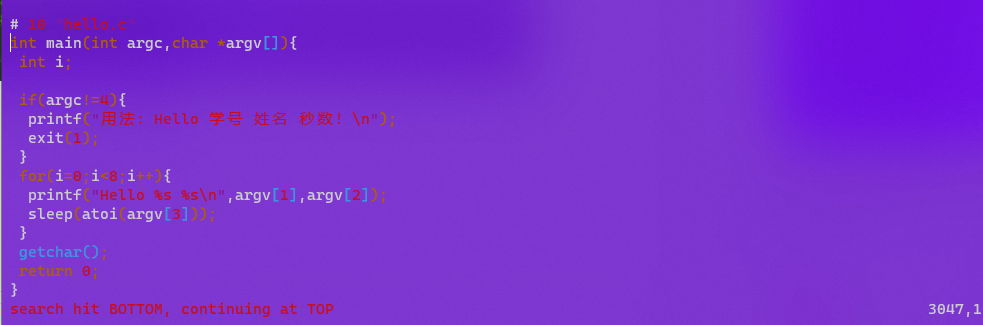 # 10 "hello.c"
int main(int argc,char *argv[]){
 int i;

 if(argc!=4){
  printf("用法: Hello 学号 姓名 秒数! \n");
  exit(1);
 }
 for(i=0;i<8;i++){
  printf("Hello %s %s\n",argv[1],argv[2]);
  sleep(atoi(argv[3]));
 }
 getchar();
 return 0;
}
search hit BOTTOM, continuing at TOP 3047,1